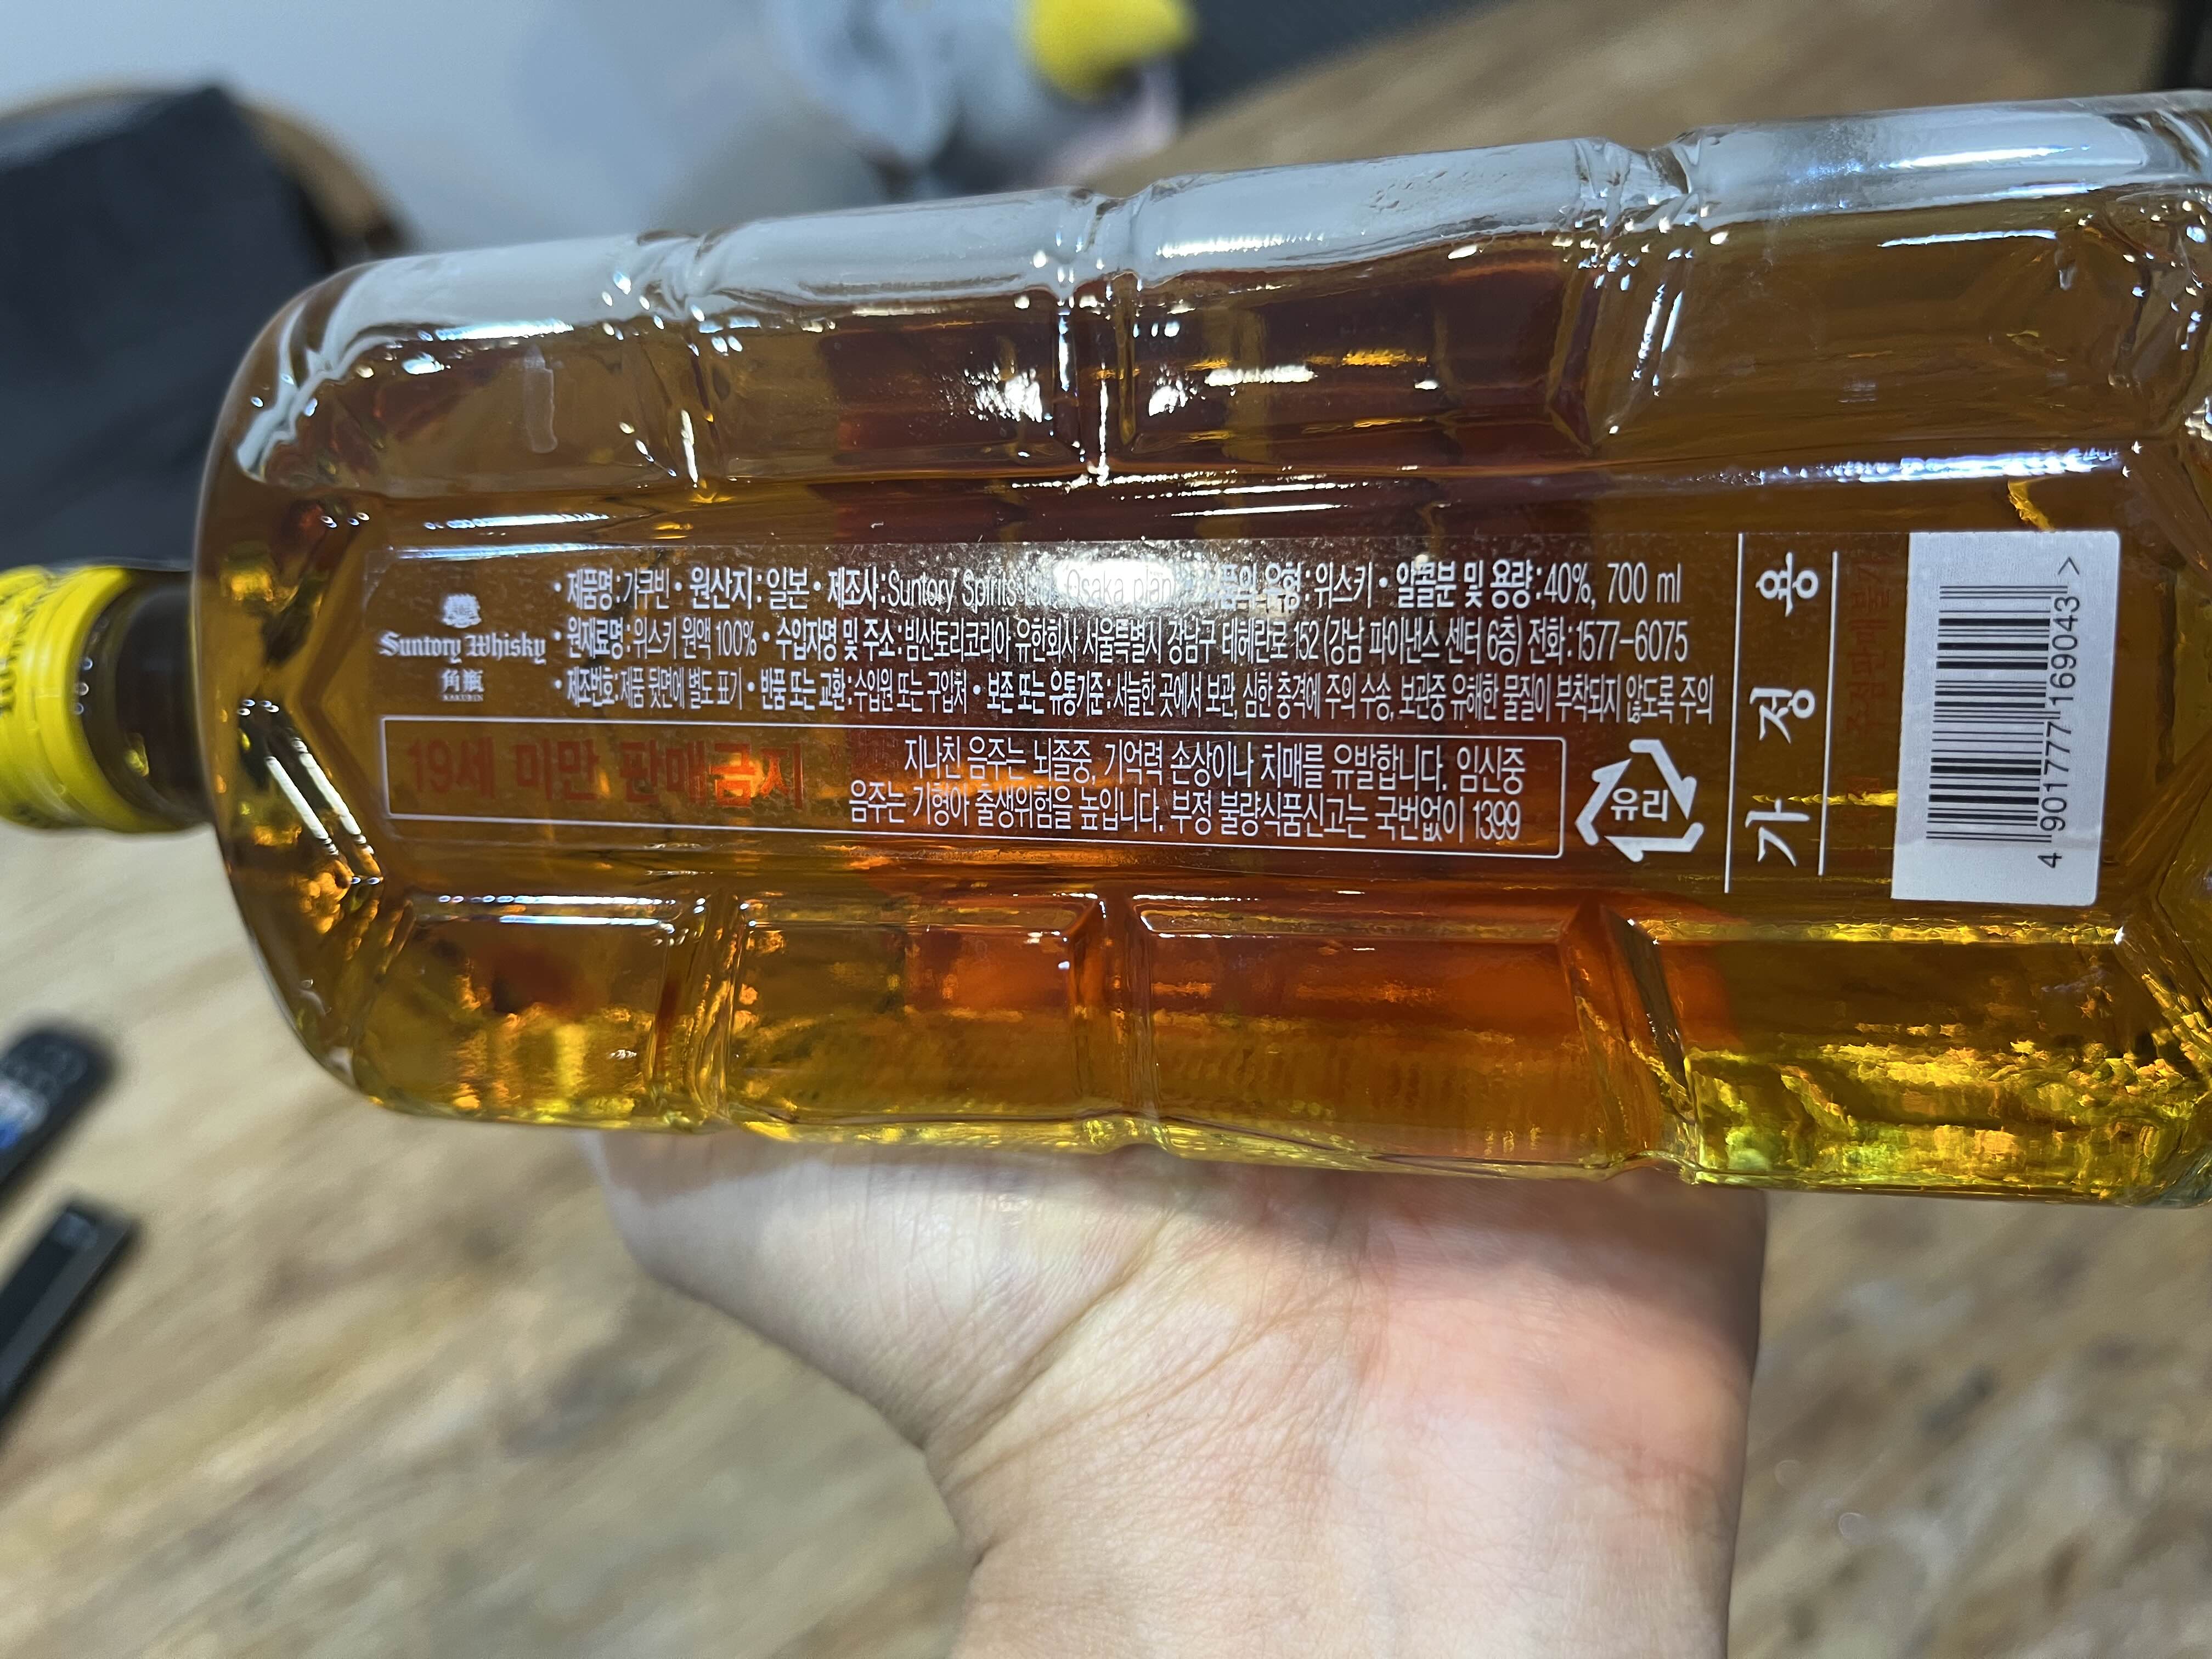 Suntory Whisky
角瓶
KAKUBIN
• 제품명:가쿠빈 • 원산지:일본 • 제조사:Suntory Spirits Ltd. Osaka plant 유형:위스키 • 알콜분 및 용량:40%, 700 ml
• 원재료명:위스키 원액 100% • 수입자명 및 주소:빔산토리코리아 유한회사 서울특별시 강남구 테헤란로 152 (강남 파이낸스 센터 6층) 전화:1577-6075
• 제조번호:제품 뒷면에 별도 표기 • 반품 또는 교환:수입원 또는 구입처 • 보존 또는 유통기준:서늘한 곳에서 보관, 심한 충격에 주의 수송, 보관중 유해한 물질이 부착되지 않도록 주의
19세 미만 판매금지
지나친 음주는 뇌졸중, 기억력 손상이나 치매를 유발합니다. 임신중
음주는 기형아 출생위험을 높입니다. 부정 불량식품신고는 국번없이 1399
유리
가정용
4 901777 169043 >